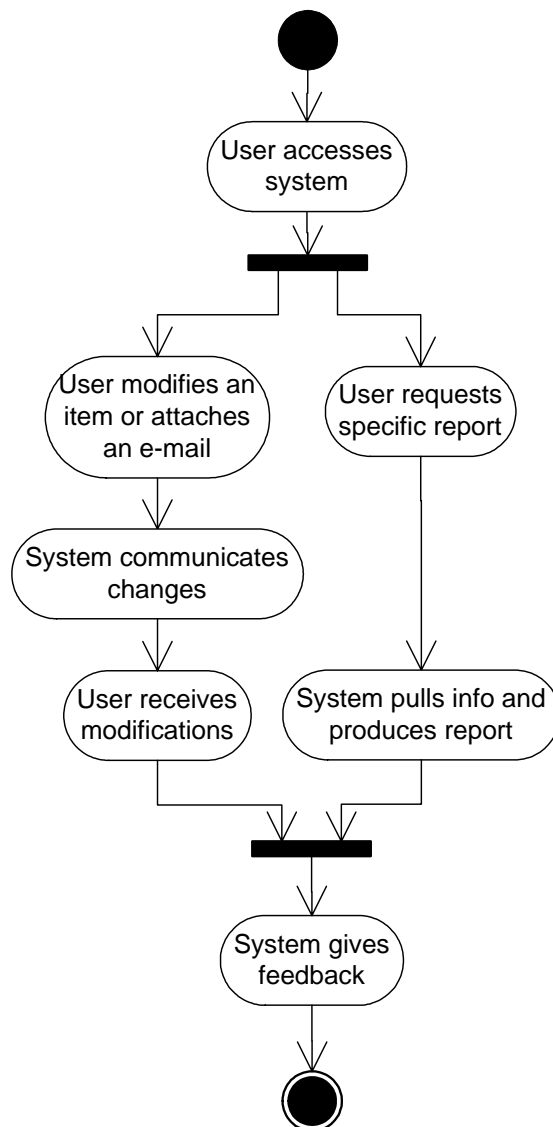 User accesses
system
User modifies an
item or attaches
an e-mail
User requests
specific report
System communicates
changes
User receives
modifications
System pulls info and
produces report
System gives
feedback